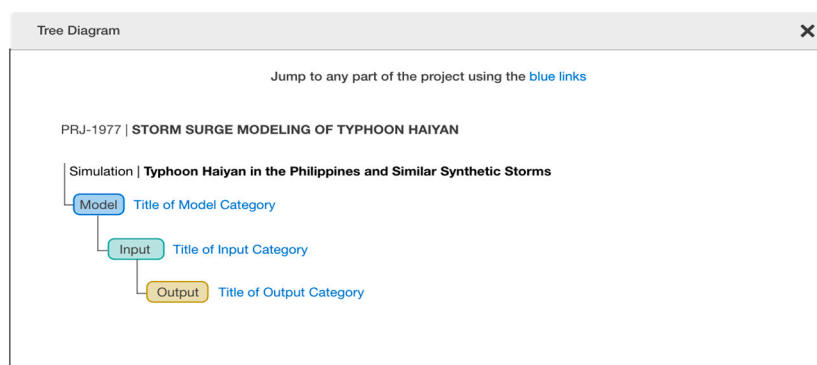 Tree Diagram
Jump to any part of the project using the blue links
PRJ-1977 | STORM SURGE MODELING OF TYPHOON HAIYAN
Simulation | Typhoon Haiyan in the Philippines and Similar Synthetic Storms
Model Title of Model Category
Input Title of Input Category
Output Title of Output Category